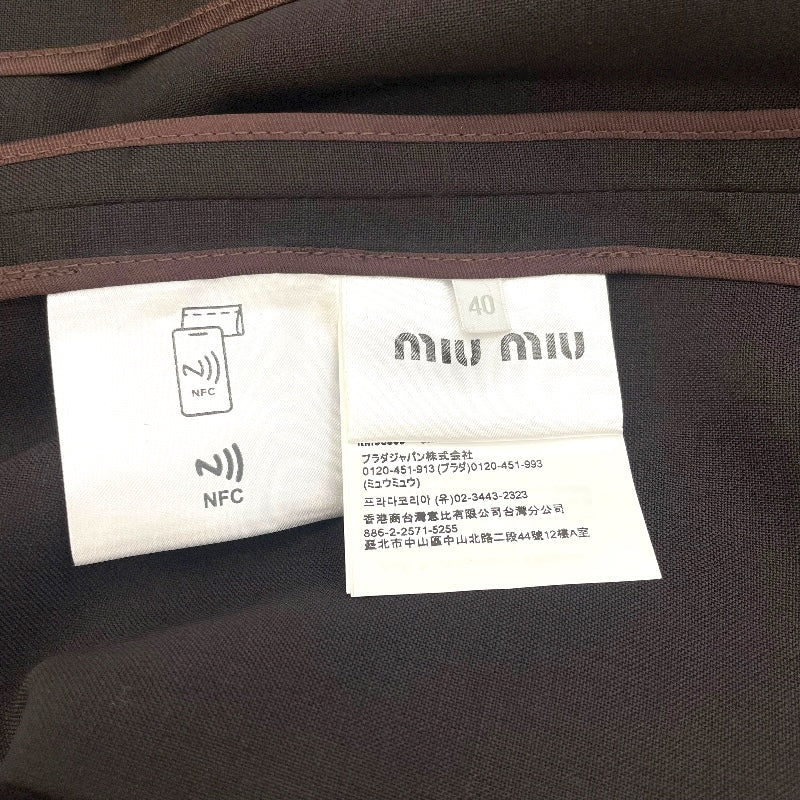 NFC
NFC
40
miu miu
プラダジャパン株式会社
0120-451-913 (プラダ)0120-451-993
(ミュウミュウ)
프라다코리아 (유)02-3443-2323
香港商台灣惠比有限公司台灣分公司
886-2-2571-5255
臺北市中山區中山北路二段44號12樓A室